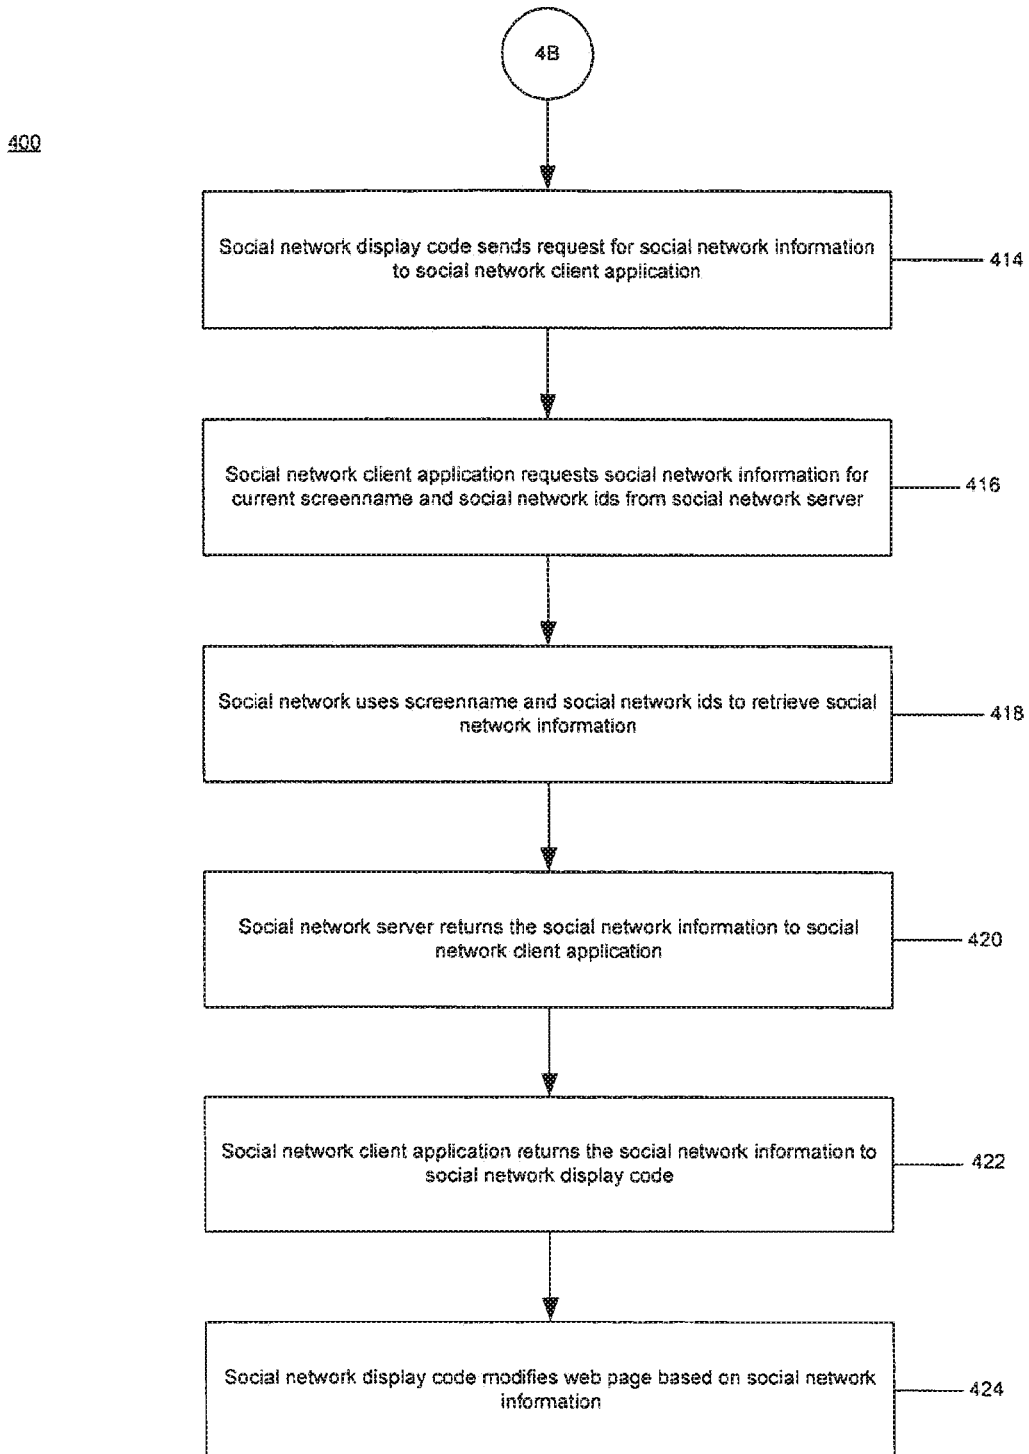 4B
400
Social network display code sends request for social network information
to social network client application
414
Social network client application requests social network information for
current screenname and social network ids from social network server
416
Social network uses screenname and social network ids to retrieve social
network information
418
Social network server returns the social network information to social
network client application
420
Social network client application returns the social network information to
social network display code
422
Social network display code modifies web page based on social network
information
424